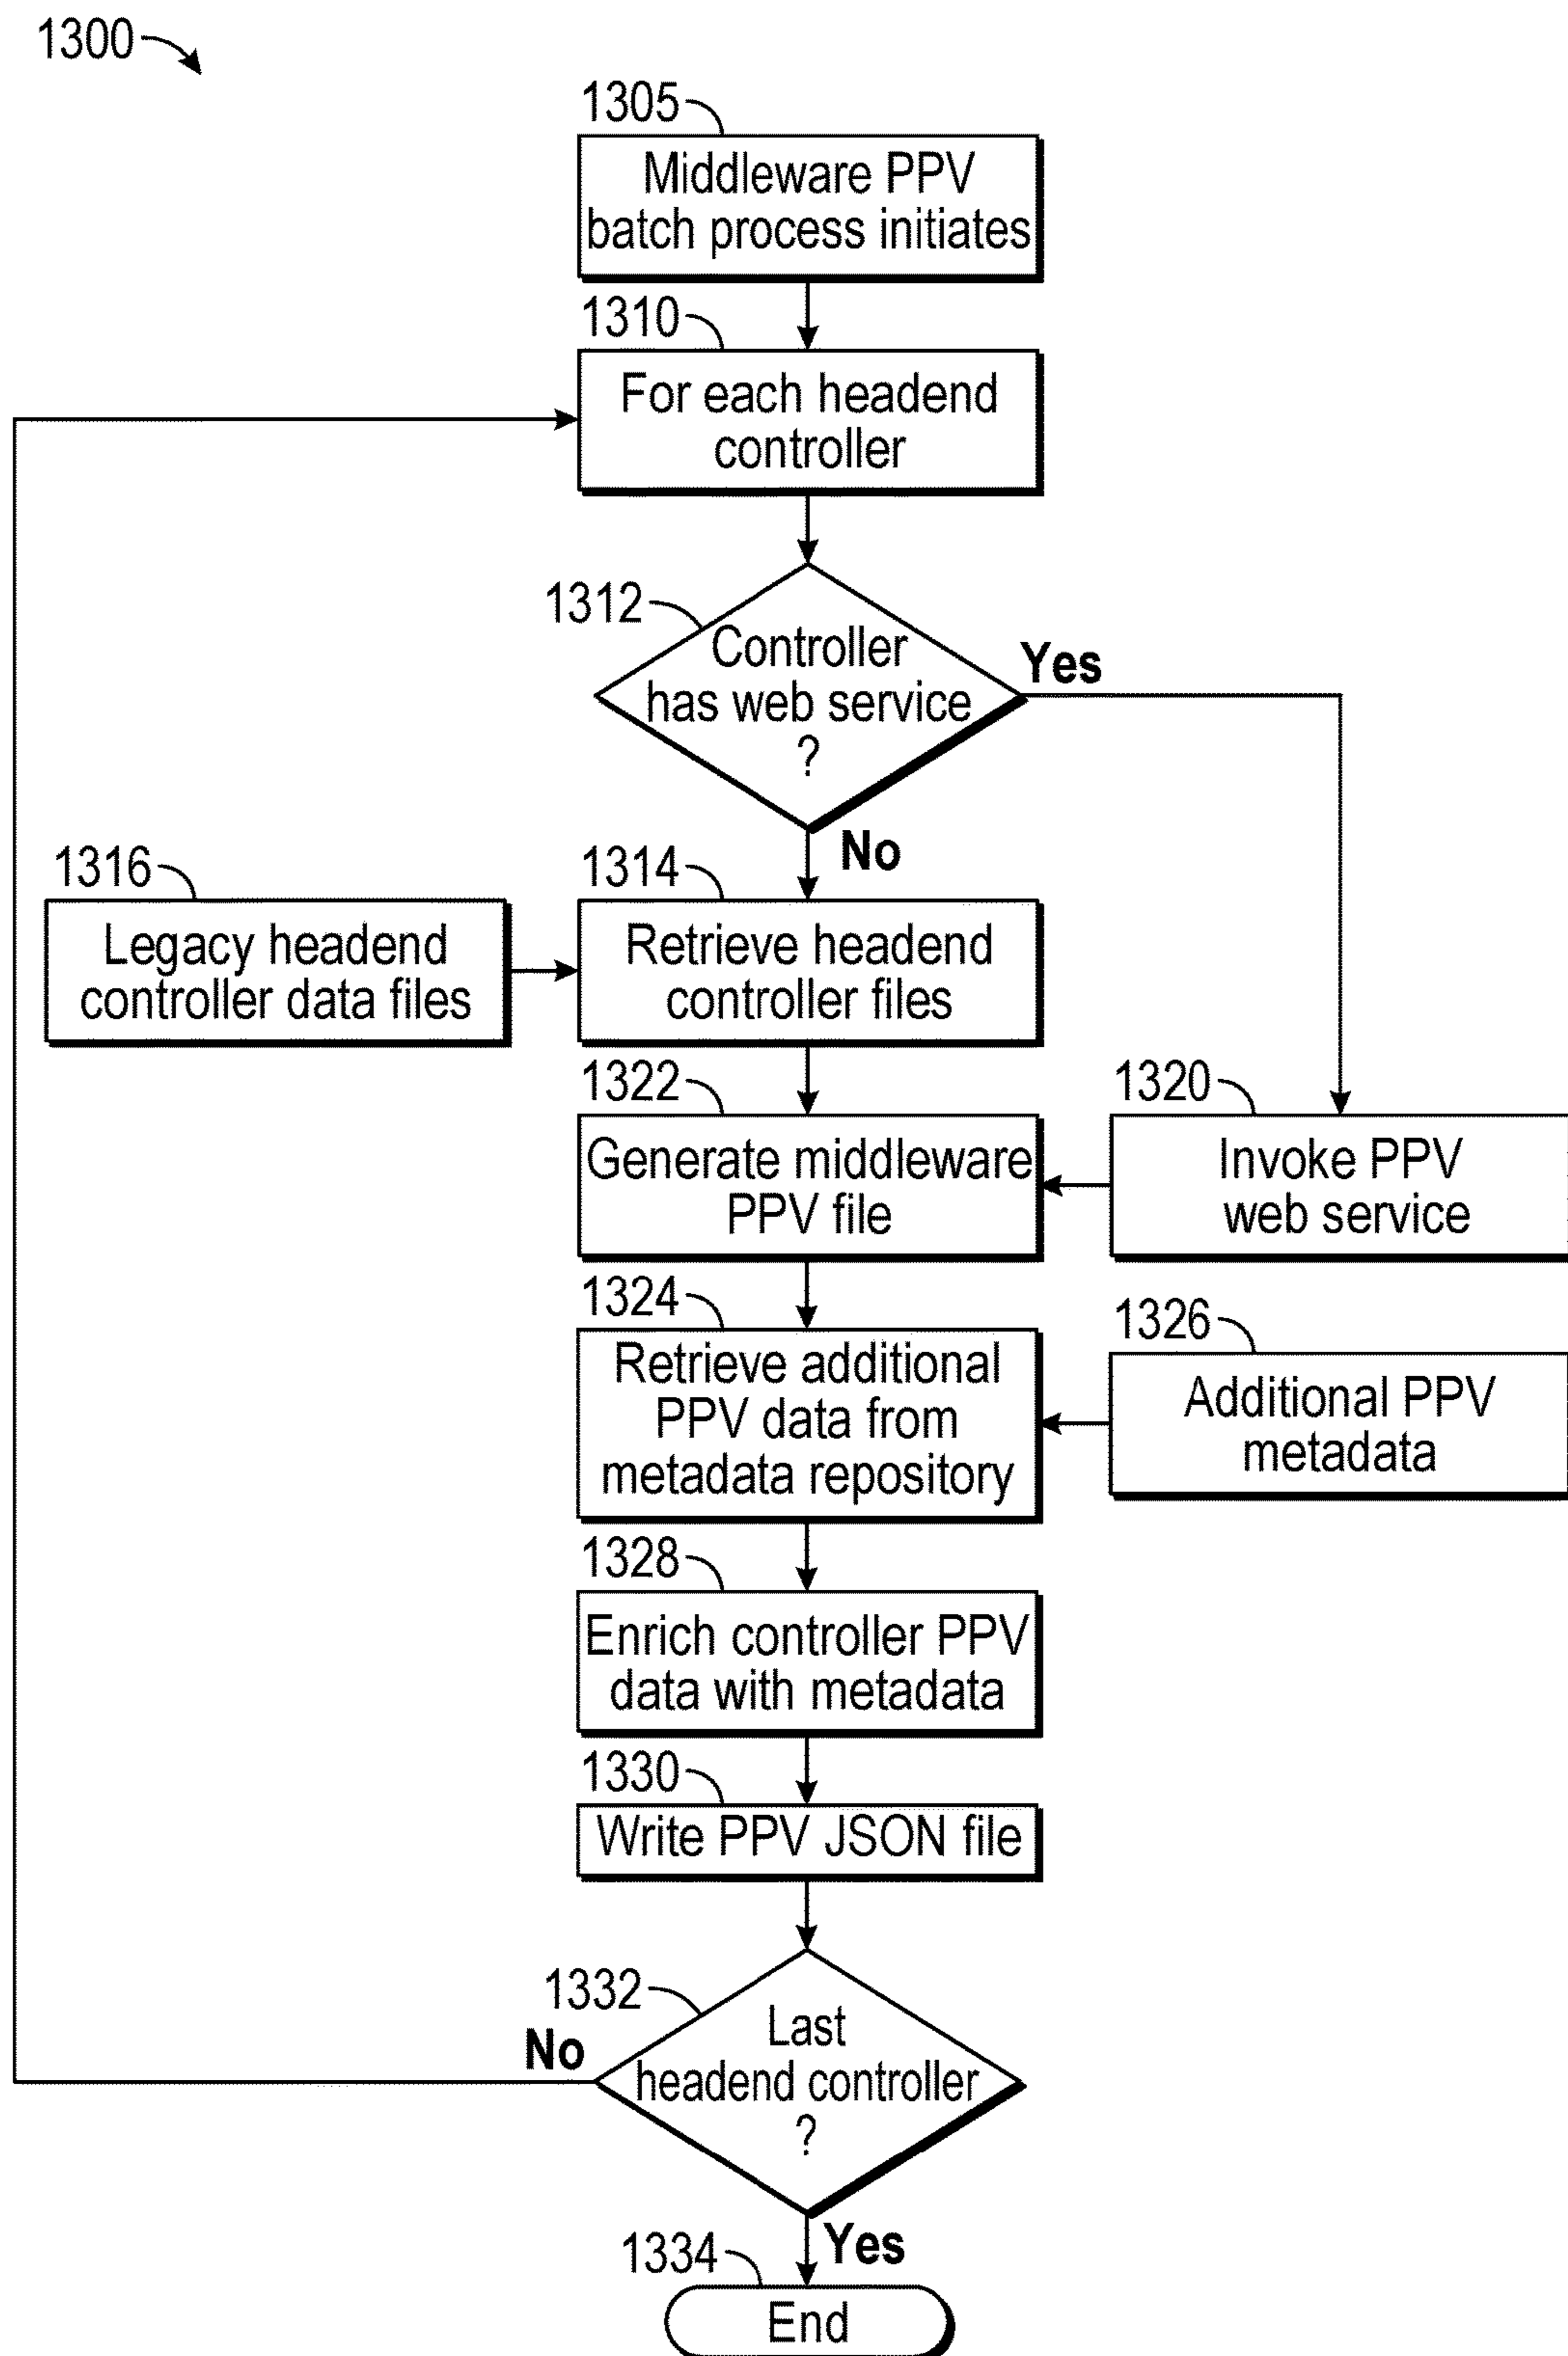 1300
1305
Middleware PPV
batch process initiates
1310
For each headend
controller
1312
Controller
has web service
?
Yes
No
1316
Legacy headend
controller data files
1314
Retrieve headend
controller files
1322
Generate middleware
PPV file
1320
Invoke PPV
web service
1324
Retrieve additional
PPV data from
metadata repository
1326
Additional PPV
metadata
1328
Enrich controller PPV
data with metadata
1330
Write PPV JSON file
1332
Last
headend controller
?
No
Yes
1334
End